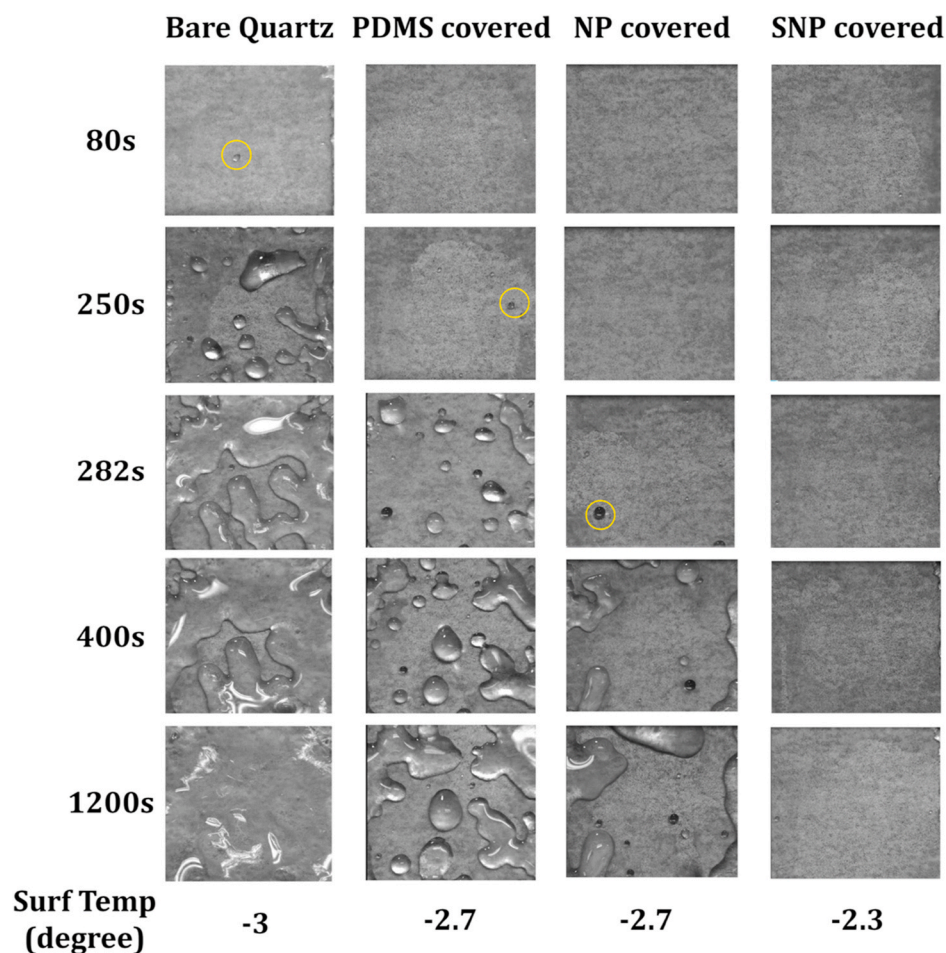 Bare Quartz PDMS covered NP covered SNP covered
80s
250s
282s
400s
1200s
Surf Temp
(degree) -3 -2.7 -2.7 -2.3